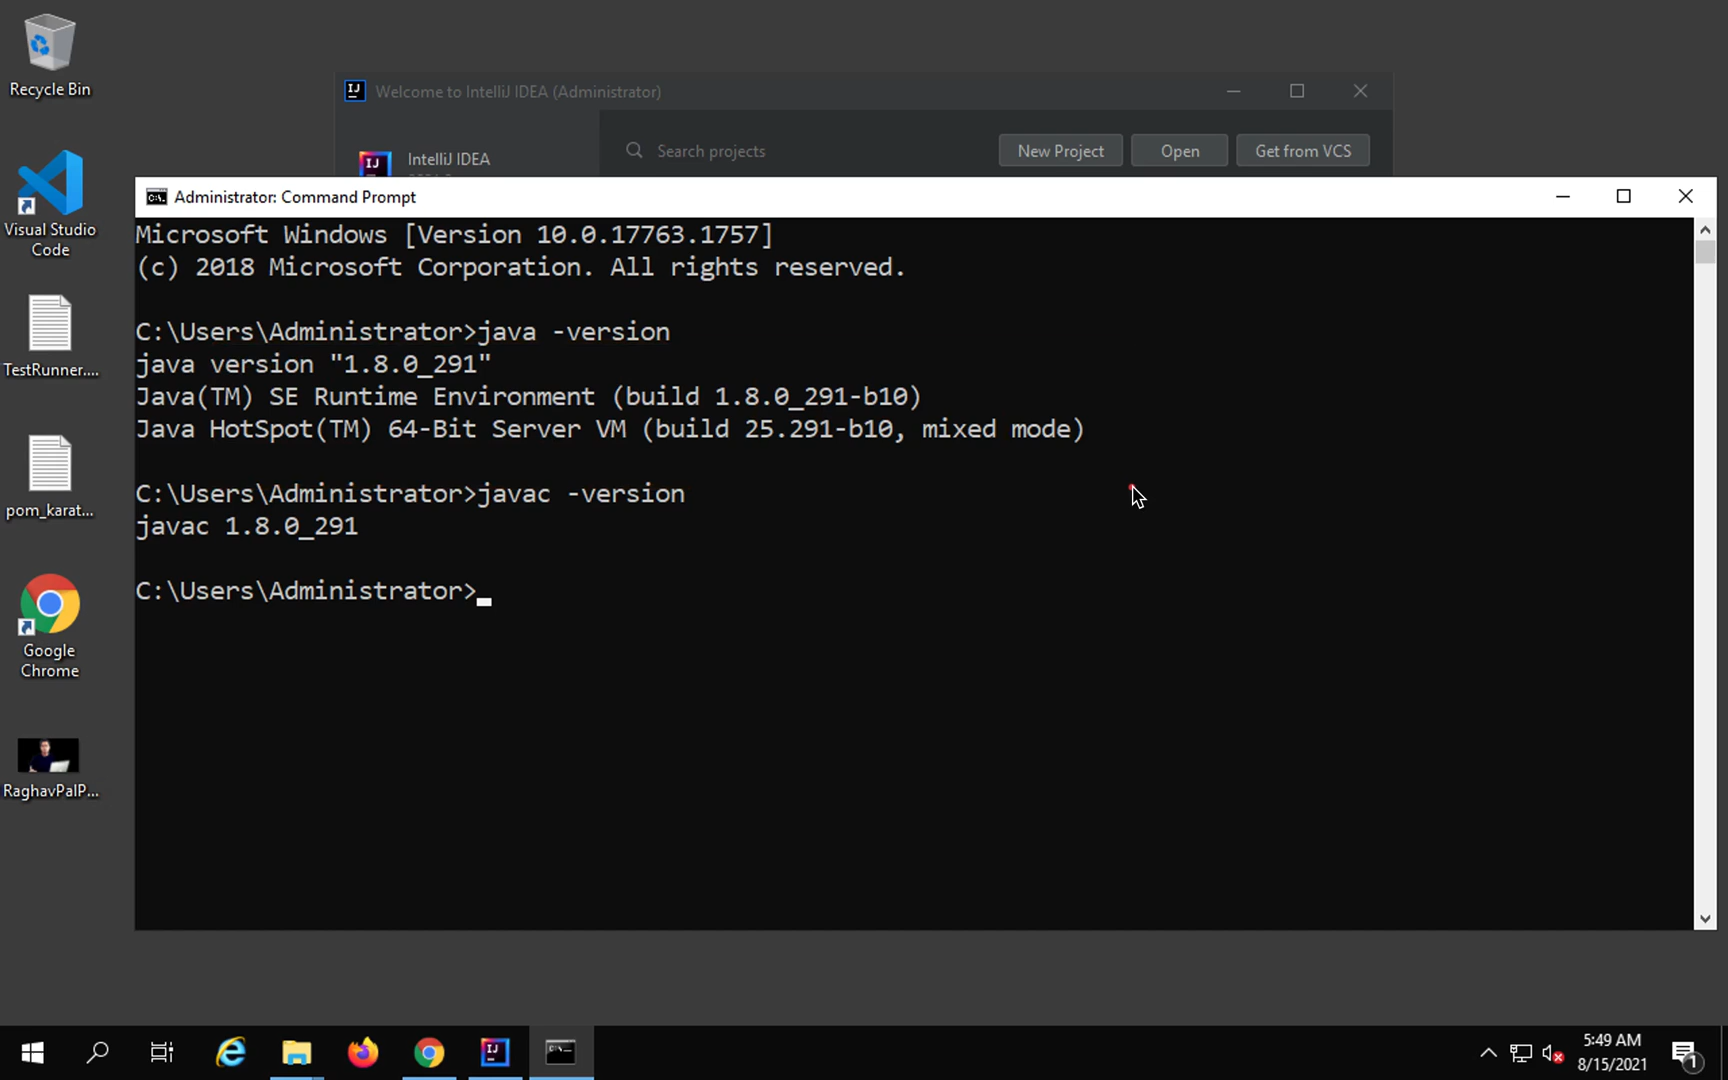 Recycle Bin
Visual Studio
Code
TestRunner....
pom_karat...
Google
Chrome
RaghavPalP...
Welcome to IntelliJ IDEA (Administrator)
IntelliJ IDEA
Search projects
New Project
Open
Get from VCS
Administrator: Command Prompt
Microsoft Windows [Version 10.0.17763.1757]
(c) 2018 Microsoft Corporation. All rights reserved.
C:\Users\Administrator>java -version
java version "1.8.0_291"
Java(TM) SE Runtime Environment (build 1.8.0_291-b10)
Java HotSpot(TM) 64-Bit Server VM (build 25.291-b10, mixed mode)
C:\Users\Administrator>javac -version
javac 1.8.0_291
C:\Users\Administrator>
5:49 AM
8/15/2021
1